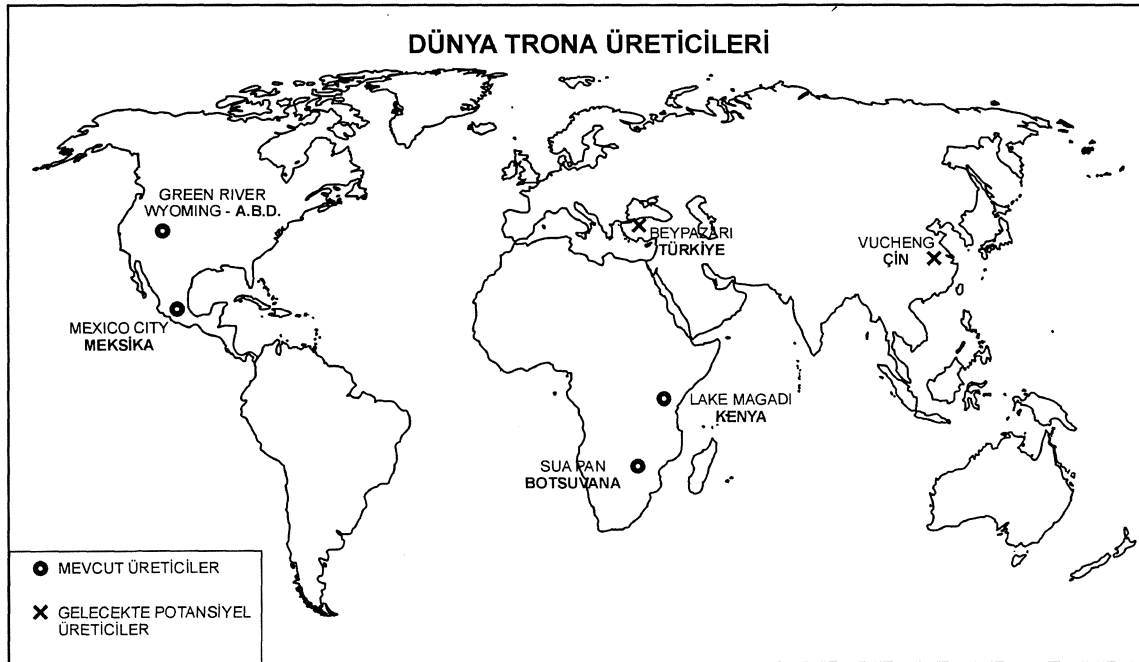 DÜNYA TRONA ÜRETİCİLERİ
GREEN RIVER
WYOMING - A.B.D.
BEYPAZARI
TÜRKİYE
VUCHENG
ÇİN
MEXICO CITY
MEKSİKA
LAKE MAGADI
KENYA
SUA PAN
BOTSUVANA
MEVCUT ÜRETİCİLER
GELECEKTE POTANSİYEL
ÜRETİCİLER